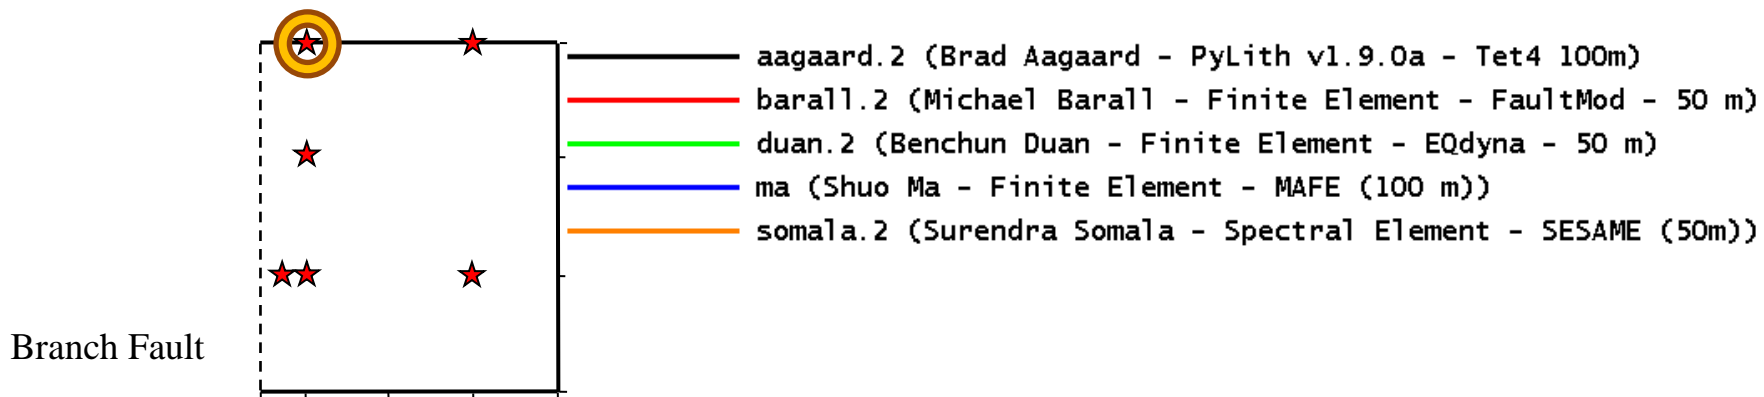 aagaard.2 (Brad Aagaard - PyLith v1.9.0a - Tet4 100m)
barall.2 (Michael Barall - Finite Element - FaultMod - 50 m)
duan.2 (Benchun Duan - Finite Element - EQdyna - 50 m)
ma (Shuo Ma - Finite Element - MAFE (100 m))
somala.2 (Surendra Somala - Spectral Element - SESAME (50m))
Branch Fault